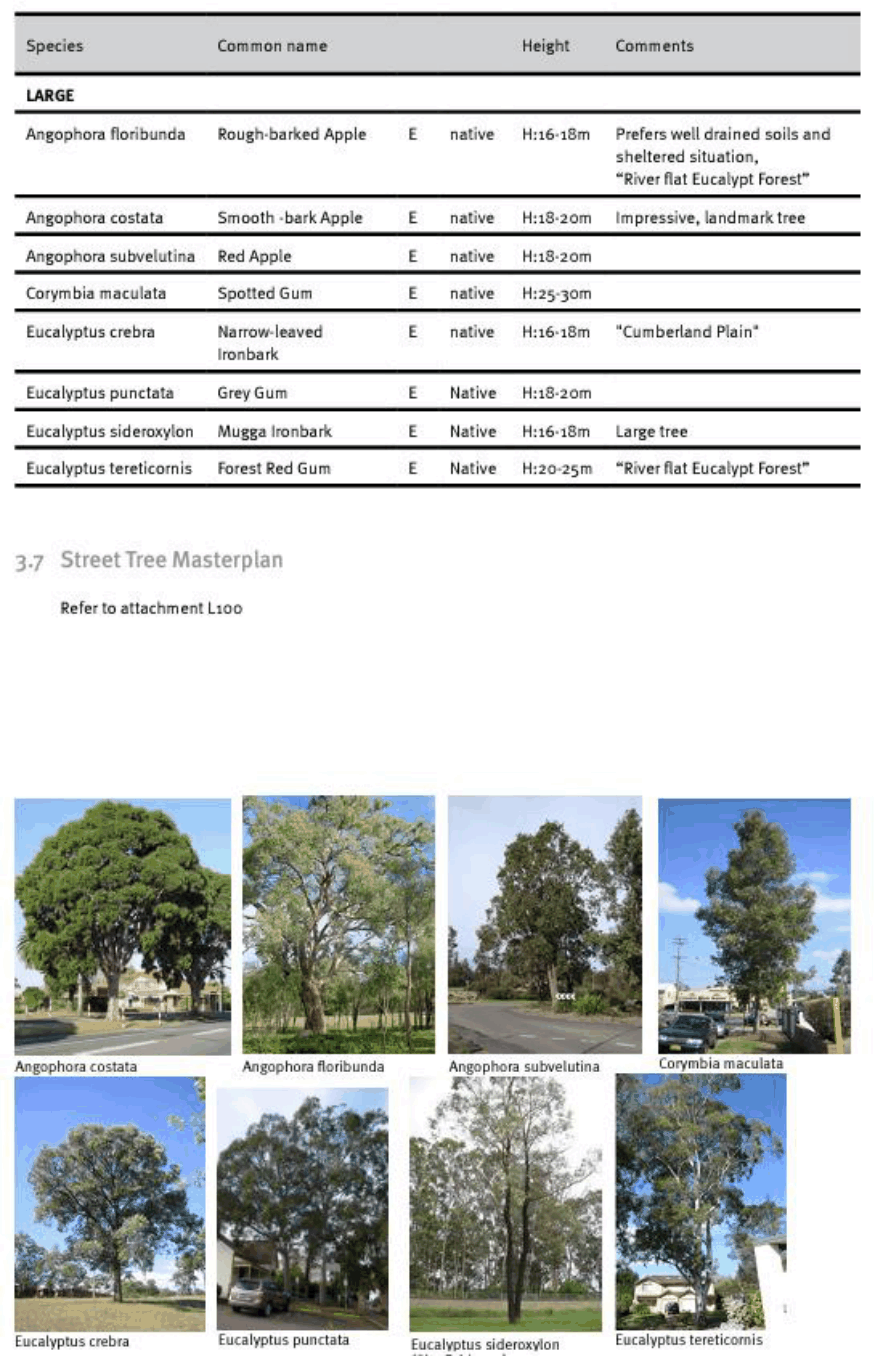 Species Common name Height Comments
LARGE
Angophora floribunda Rough-barked Apple E native H:16-18m Prefers well drained soils and
sheltered situation,
“River flat Eucalypt Forest”
Angophora costata Smooth -bark Apple E native H:18-20m Impressive, landmark tree
Angophora subvelutina Red Apple E native H:18-20m
Corymbia maculata Spotted Gum E native H:25-30m
Eucalyptus crebra Narrow-leaved E native H:16-18m "Cumberland Plain"
Ironbark
Eucalyptus punctata Grey Gum E Native H:18-20m
Eucalyptus sideroxylon Mugga Ironbark E Native H:16-18m Large tree
Eucalyptus tereticornis Forest Red Gum E Native H:20-25m “River flat Eucalypt Forest”
3.7 Street Tree Masterplan
Refer to attachment L100
Angophora costata Angophora floribunda Angophora subvelutina Corymbia maculata
Eucalyptus crebra Eucalyptus punctata Eucalyptus sideroxylon Eucalyptus tereticornis